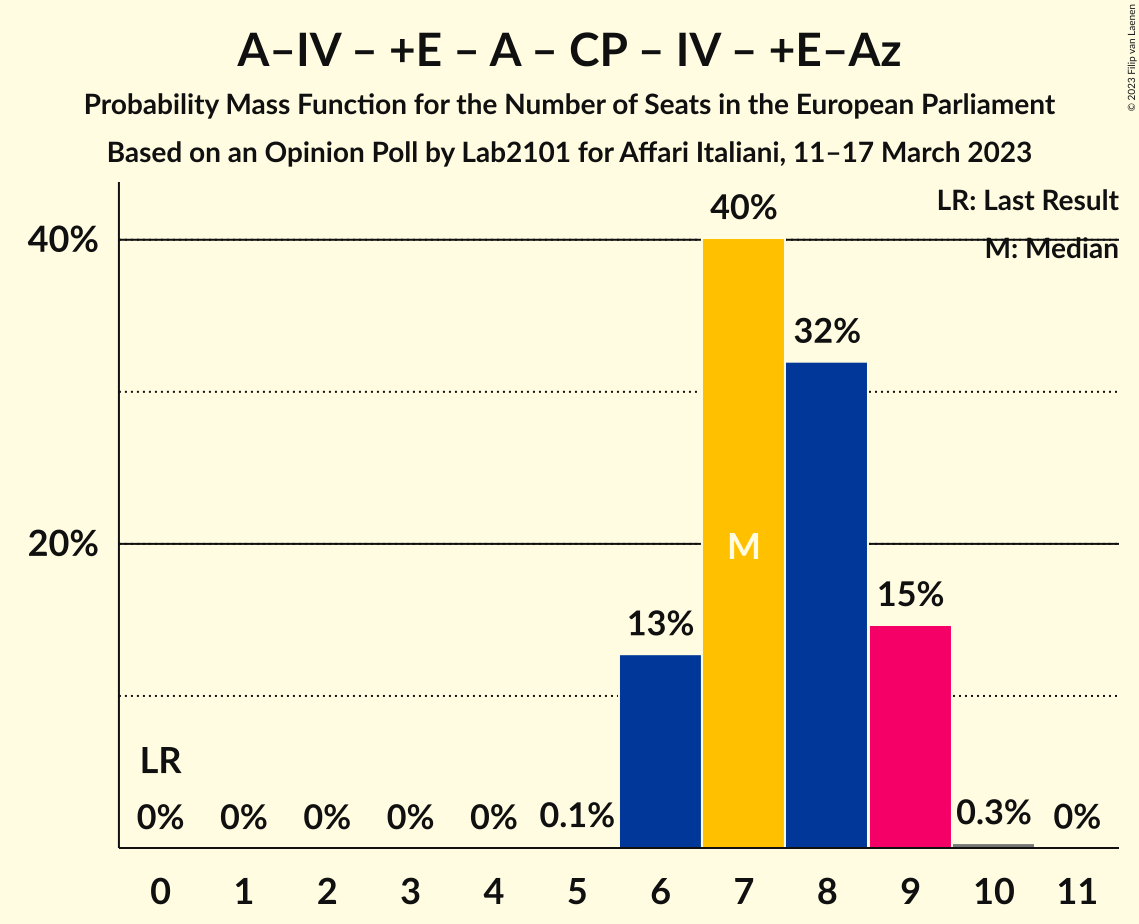 A–IV – +E – A – CP – IV – +E–Az
Probability Mass Function for the Number of Seats in the European Parliament
Based on an Opinion Poll by Lab2101 for Affari Italiani, 11–17 March 2023
© 2023 Filip van Laenen
LR: Last Result
M: Median
40%
20%
40%
32%
15%
13%
M
LR
0% 0% 0% 0% 0% 0.1% 0.3% 0%
0 1 2 3 4 5 6 7 8 9 10 11